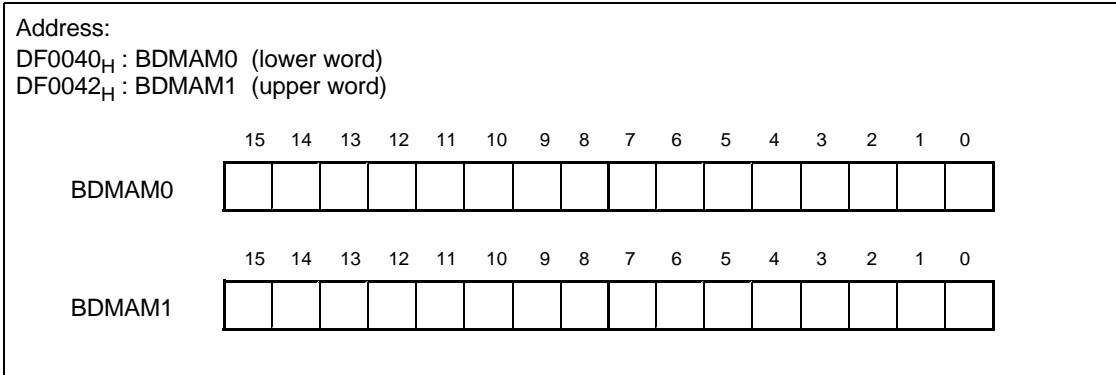 Address:
DF0040H : BDMAM0 (lower word)
DF0042H : BDMAM1 (upper word)
15 14 13 12 11 10 9 8 7 6 5 4 3 2 1 0
BDMAM0
15 14 13 12 11 10 9 8 7 6 5 4 3 2 1 0
BDMAM1